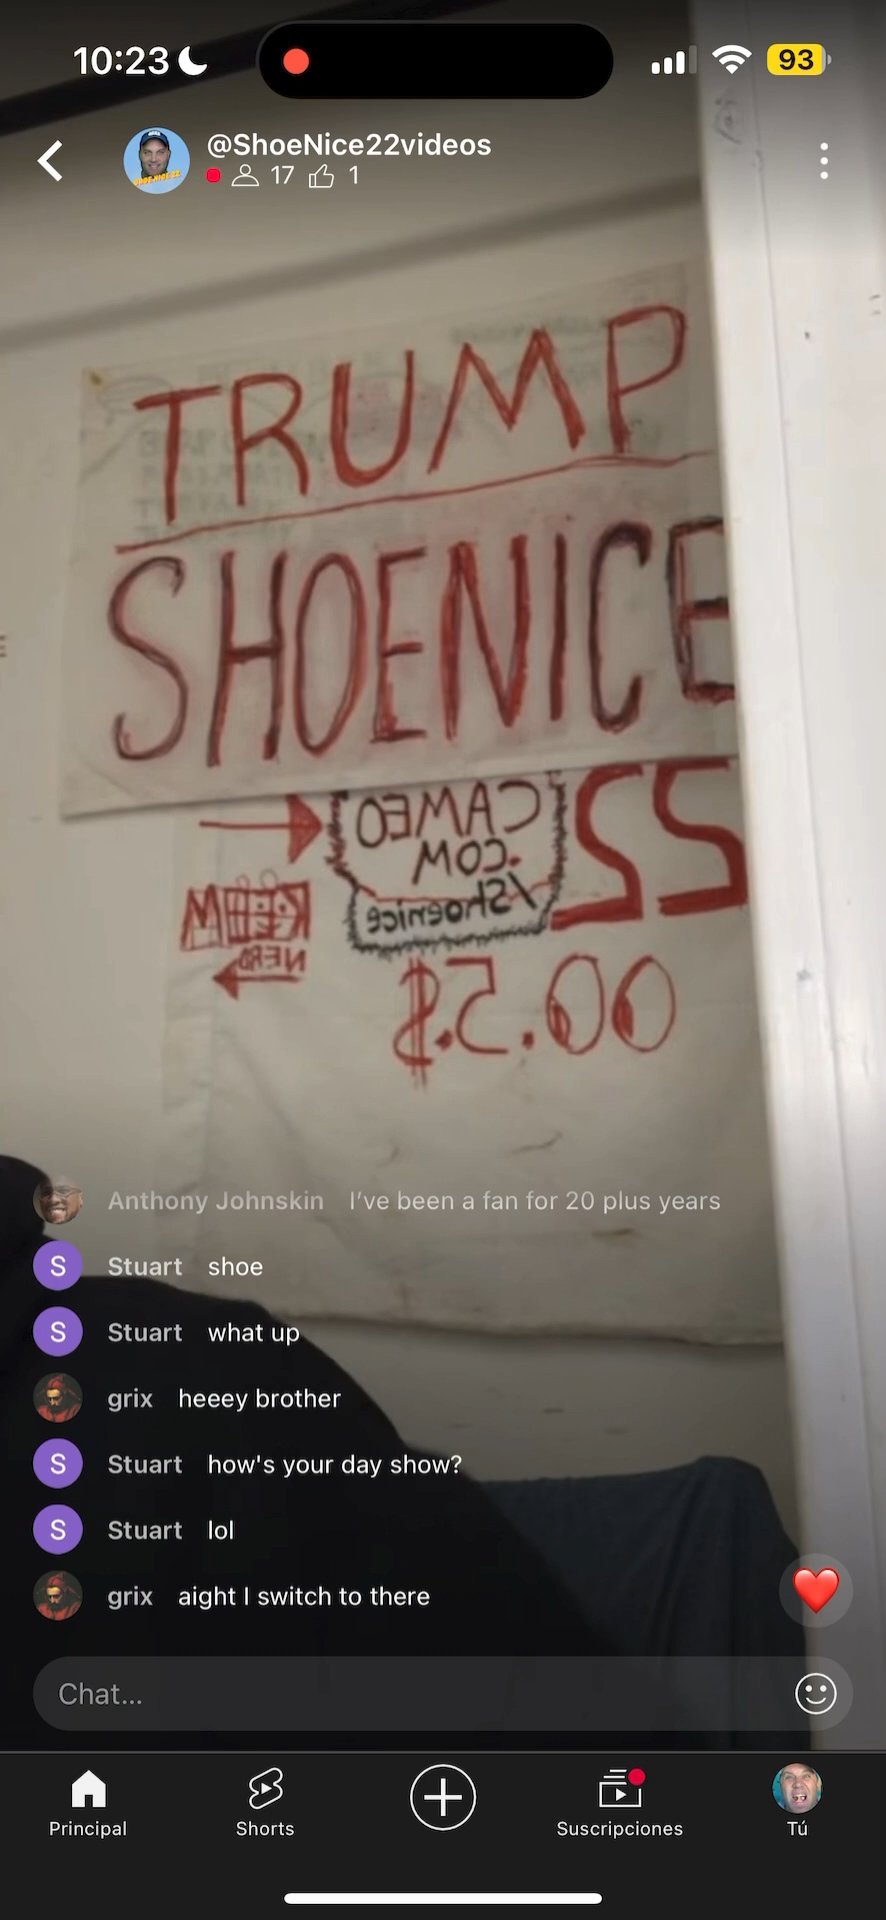 10:23
93
@ShoeNice22videos
17 1
TRUMP
SHOENICE
22
CAMEO
.COM
/Shoenice
NERD
$.5.00
Anthony Johnskin I've been a fan for 20 plus years
Stuart shoe
Stuart what up
grix heeey brother
Stuart how's your day show?
Stuart lol
grix aight I switch to there
Chat...
Principal
Shorts
Suscripciones
Tú